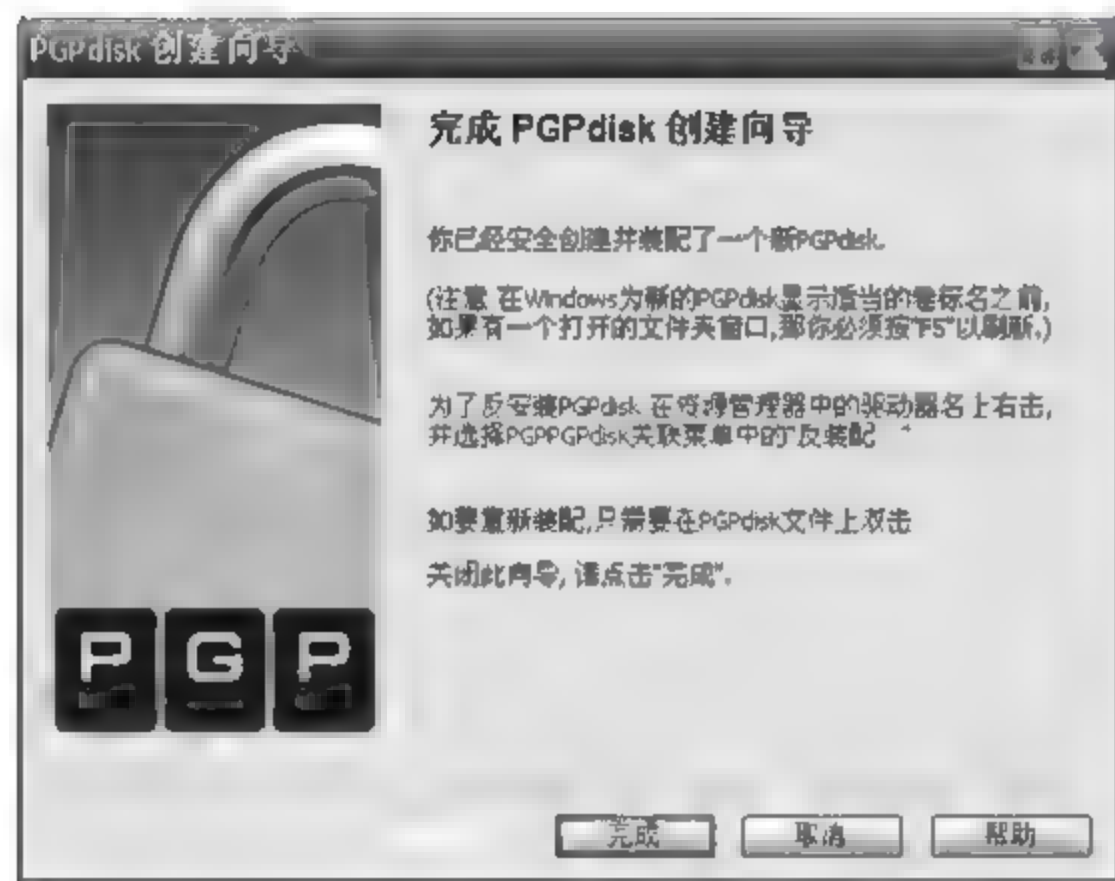 PGPdisk 创建向导
完成 PGPdisk 创建向导
你已经安全创建并装配了一个新PGPdisk.
(注意 在Windows为新的PGPdisk显示适当的卷标名之前,
如果有一个打开的文件夹窗口,那你必须按"F5"以刷新.)
为了反安装PGPdisk 在资源管理器中的驱动器名上右击,
并选择PGPPGPdisk关联菜单中的"反装配 "
如要重新装配,只需要在PGPdisk文件上双击
关闭此向导, 请点击"完成".
P G P
完成 取消 帮助